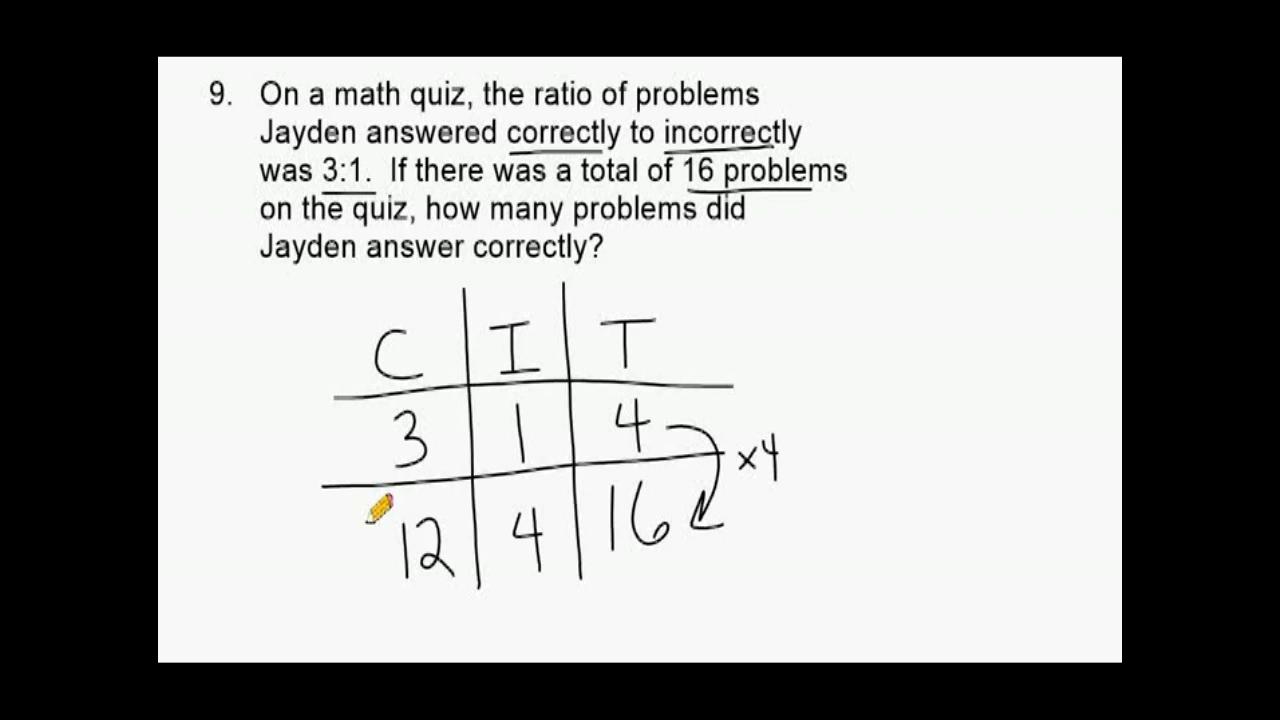 9. On a math quiz, the ratio of problems
Jayden answered correctly to incorrectly
was 3:1. If there was a total of 16 problems
on the quiz, how many problems did
Jayden answer correctly?
C I T
3 1 4
x4
12 4 16